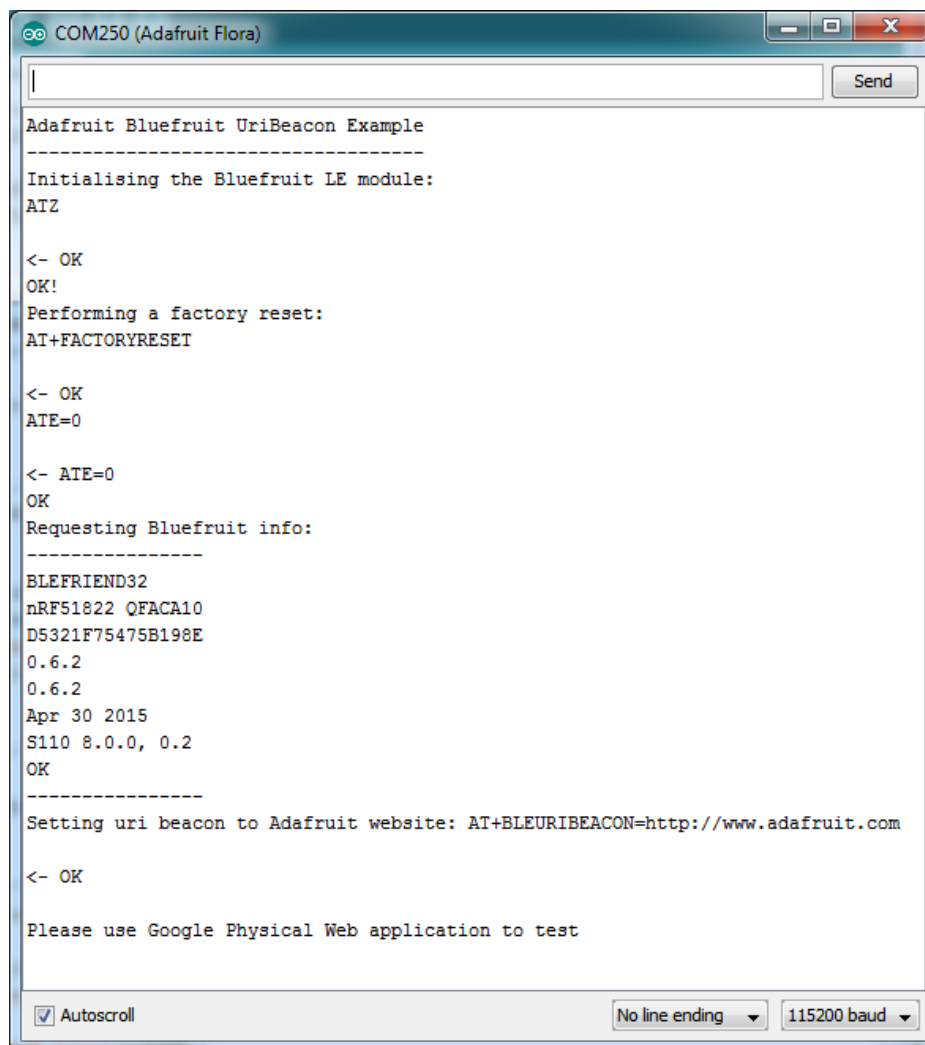 COM250 (Adafruit Flora)
Send
Adafruit Bluefruit UriBeacon Example
------------------------------------
Initialising the Bluefruit LE module:
ATZ
<- OK
OK!
Performing a factory reset:
AT+FACTORYRESET
<- OK
ATE=0
<- ATE=0
OK
Requesting Bluefruit info:
----------------
BLEFRIEND32
nRF51822 QFACA10
D5321F75475B198E
0.6.2
0.6.2
Apr 30 2015
S110 8.0.0, 0.2
OK
----------------
Setting uri beacon to Adafruit website: AT+BLEURIBEACON=http://www.adafruit.com
<- OK
Please use Google Physical Web application to test
Autoscroll No line ending 115200 baud